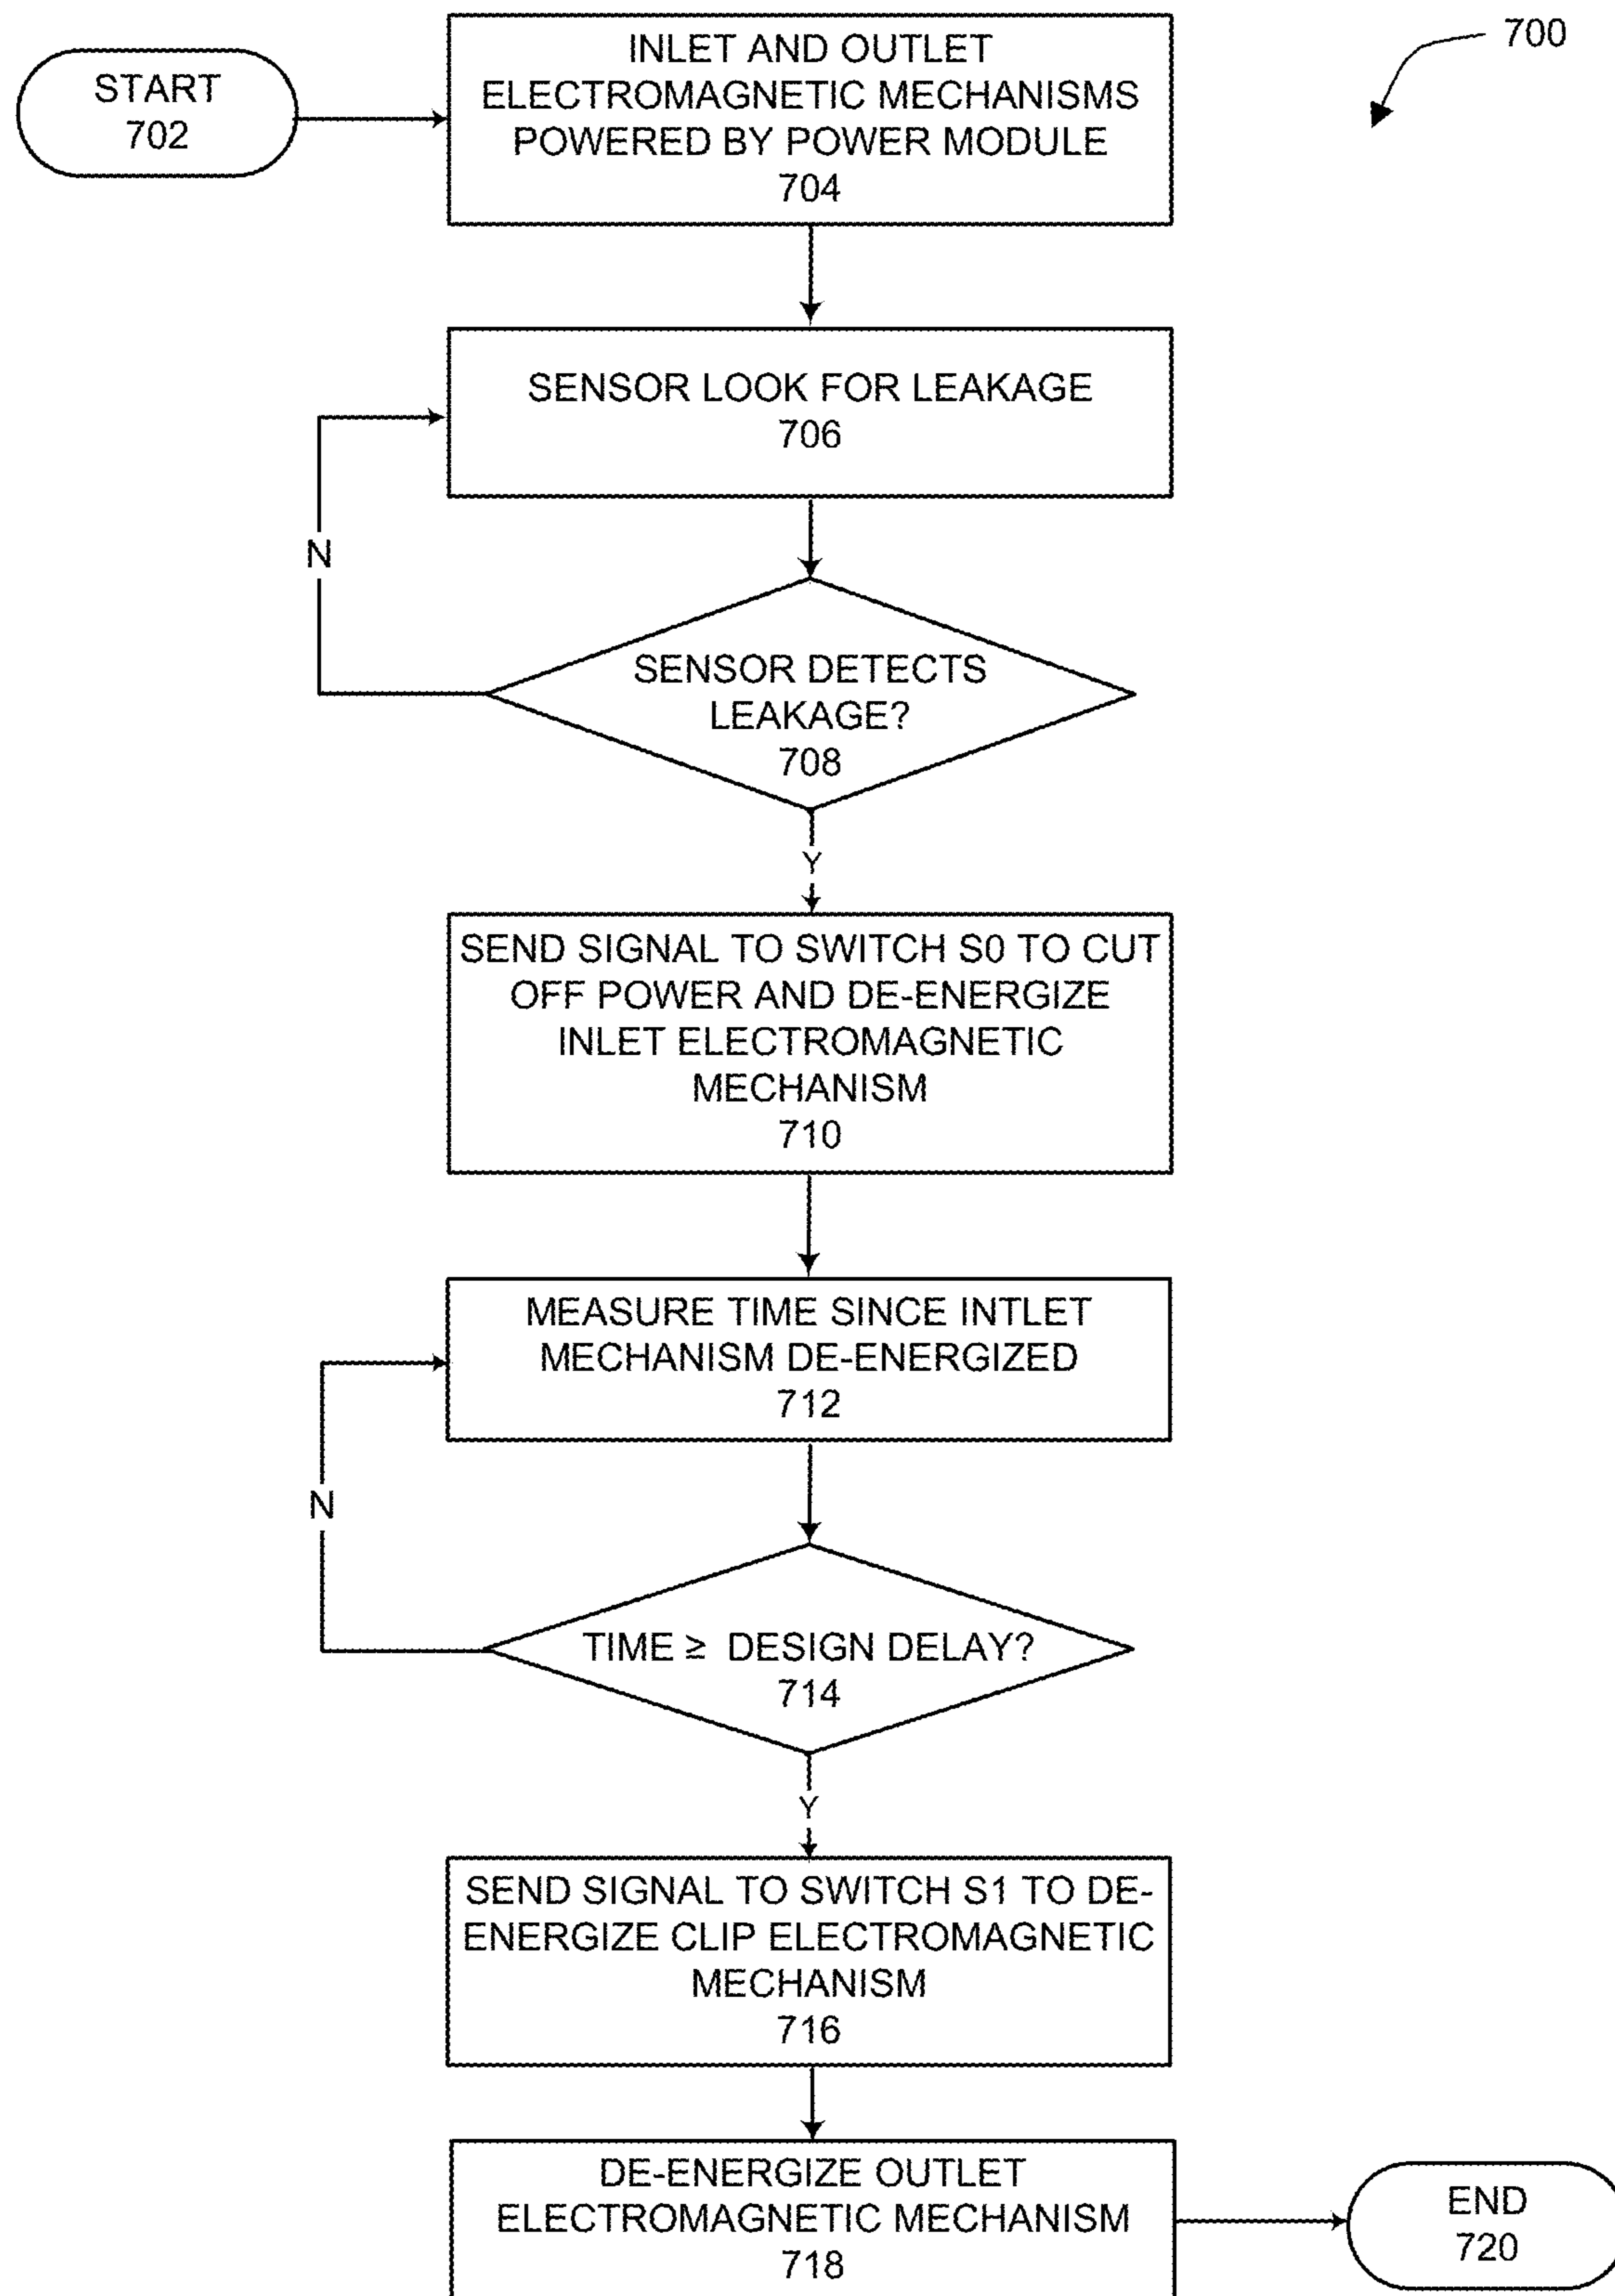 700
START
702
INLET AND OUTLET
ELECTROMAGNETIC MECHANISMS
POWERED BY POWER MODULE
704
SENSOR LOOK FOR LEAKAGE
706
N
SENSOR DETECTS
LEAKAGE?
708
Y
SEND SIGNAL TO SWITCH S0 TO CUT
OFF POWER AND DE-ENERGIZE
INLET ELECTROMAGNETIC
MECHANISM
710
MEASURE TIME SINCE INTLET
MECHANISM DE-ENERGIZED
712
N
TIME ≥ DESIGN DELAY?
714
Y
SEND SIGNAL TO SWITCH S1 TO DE-
ENERGIZE CLIP ELECTROMAGNETIC
MECHANISM
716
DE-ENERGIZE OUTLET
ELECTROMAGNETIC MECHANISM
718
END
720